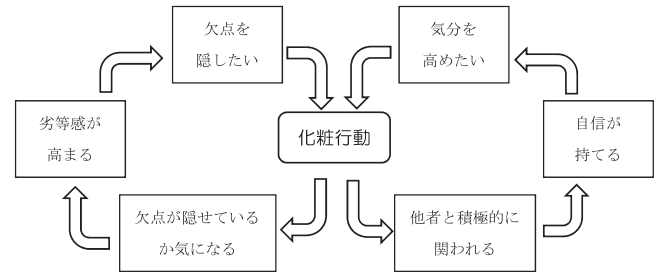 欠点を
隠したい
気分を
高めたい
劣等感が
高まる
化粧行動
自信が
持てる
欠点が隠せている
か気になる
他者と積極的に
関われる